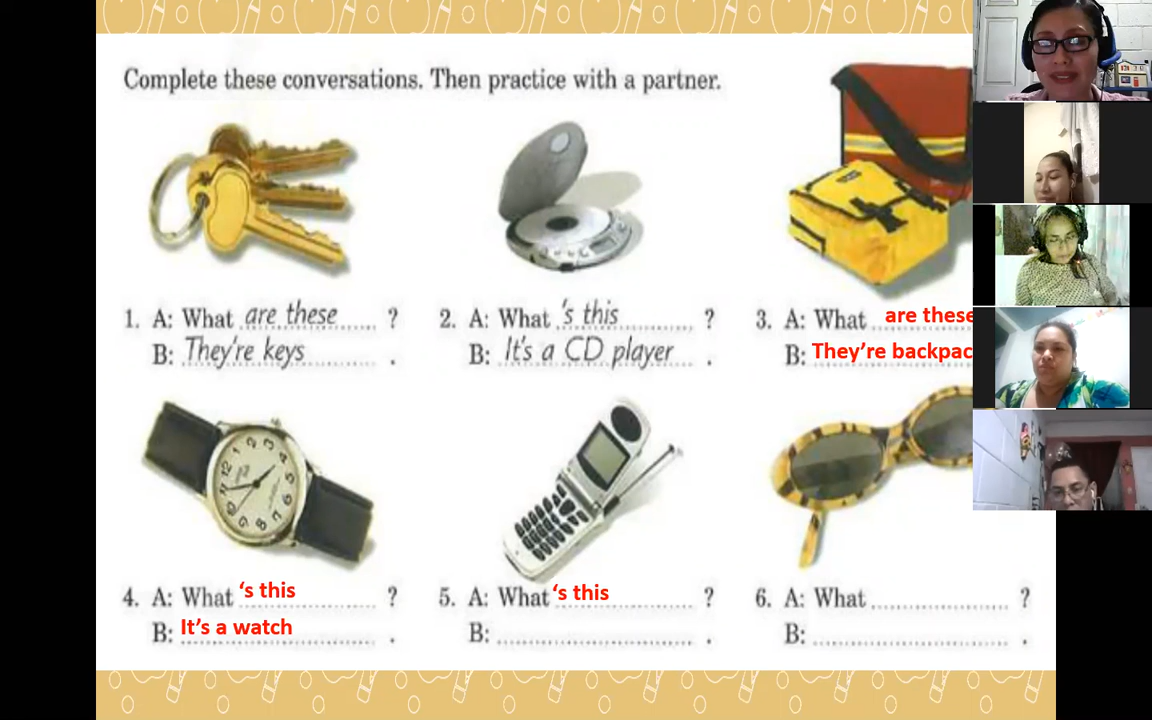 Complete these conversations. Then practice with a partner.
1. A: What are these ?
B: They're keys .
2. A: What 's this ?
B: It's a CD player .
3. A: What are these
B: They’re backpac
4. A: What ‘s this ?
B: It’s a watch .
5. A: What ‘s this ?
B: .
6. A: What ?
B: .